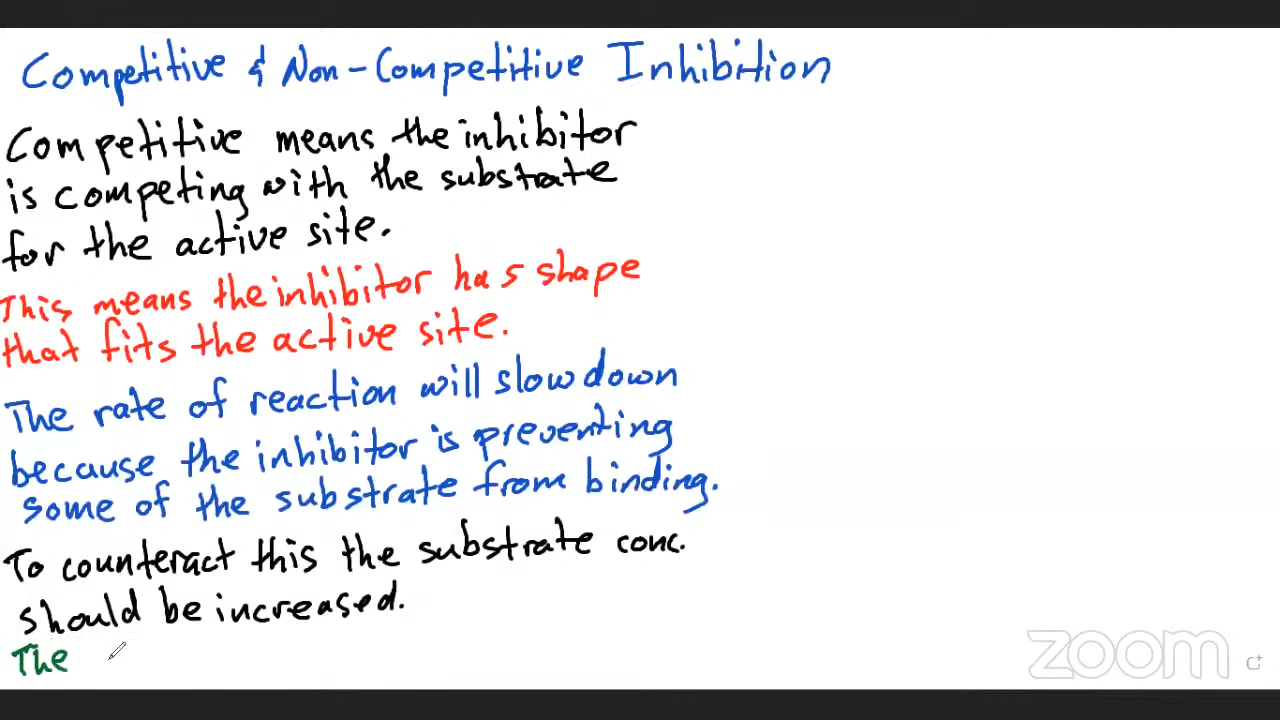 Competitive & Non-Competitive Inhibition
Competitive means the inhibitor
is competing with the substrate
for the active site.
This means the inhibitor has shape
that fits the active site.
The rate of reaction will slow down
because the inhibitor is preventing
some of the substrate from binding.
To counteract this the substrate conc.
should be increased.
The
zoom